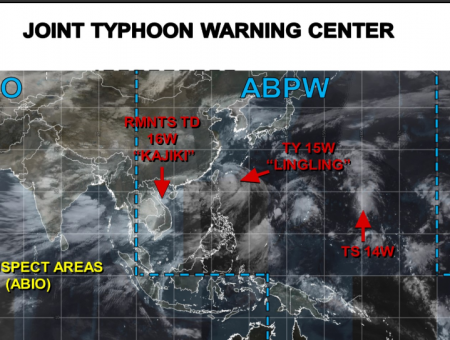 JOINT TYPHOON WARNING CENTER
O
ABPW
RMNTS TD
16W
"KAJIKI"
TY 15W
"LINGLING"
TS 14W
SPECT AREAS
(ABIO)